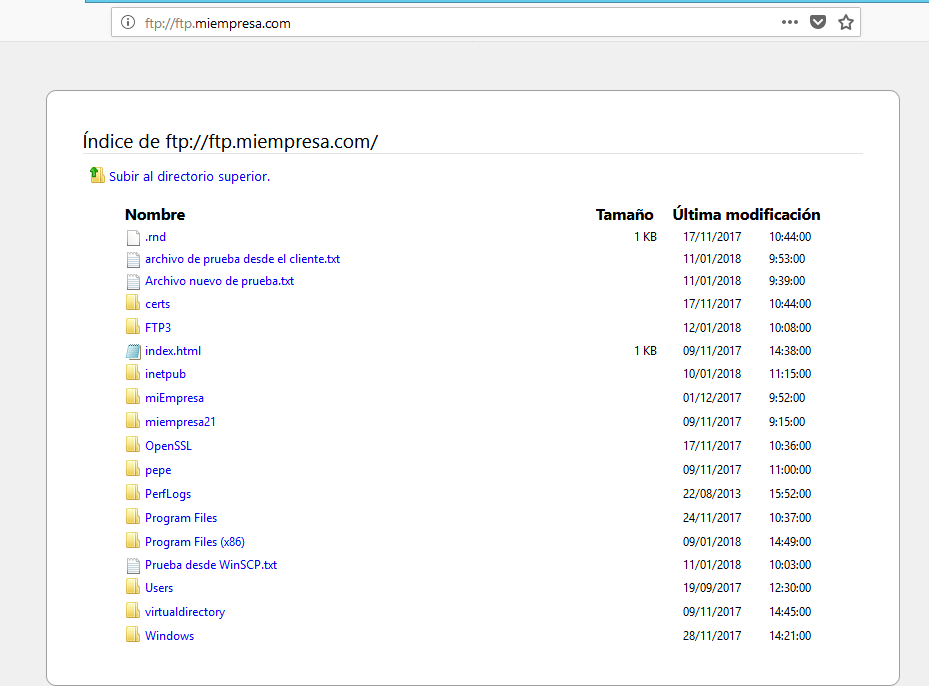 ftp://ftp.miempresa.com
Índice de ftp://ftp.miempresa.com/
Subir al directorio superior.
Nombre Tamaño Última modificación
.rnd 1 KB 17/11/2017 10:44:00
archivo de prueba desde el cliente.txt 11/01/2018 9:53:00
Archivo nuevo de prueba.txt 11/01/2018 9:39:00
certs 17/11/2017 10:44:00
FTP3 12/01/2018 10:08:00
index.html 1 KB 09/11/2017 14:38:00
inetpub 10/01/2018 11:15:00
miEmpresa 01/12/2017 9:52:00
miempresa21 09/11/2017 9:15:00
OpenSSL 17/11/2017 10:36:00
pepe 09/11/2017 11:00:00
PerfLogs 22/08/2013 15:52:00
Program Files 24/11/2017 10:37:00
Program Files (x86) 09/01/2018 14:49:00
Prueba desde WinSCP.txt 11/01/2018 10:03:00
Users 19/09/2017 12:30:00
virtualdirectory 09/11/2017 14:45:00
Windows 28/11/2017 14:21:00